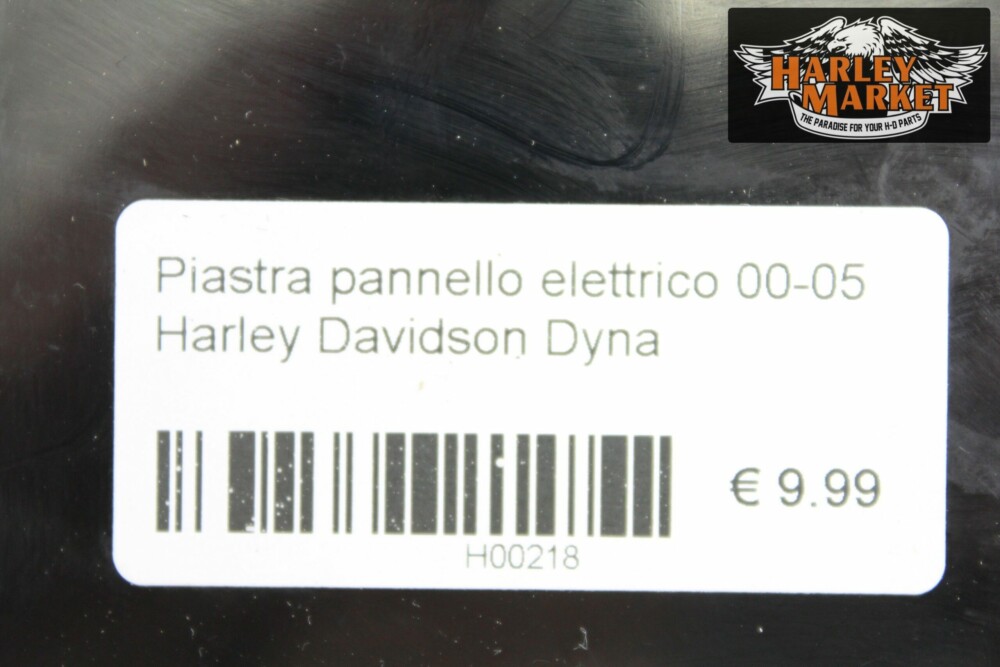 HARLEY
MARKET
THE PARADISE FOR YOUR H-D PARTS
Piastra pannello elettrico 00-05
Harley Davidson Dyna
€ 9.99
H00218